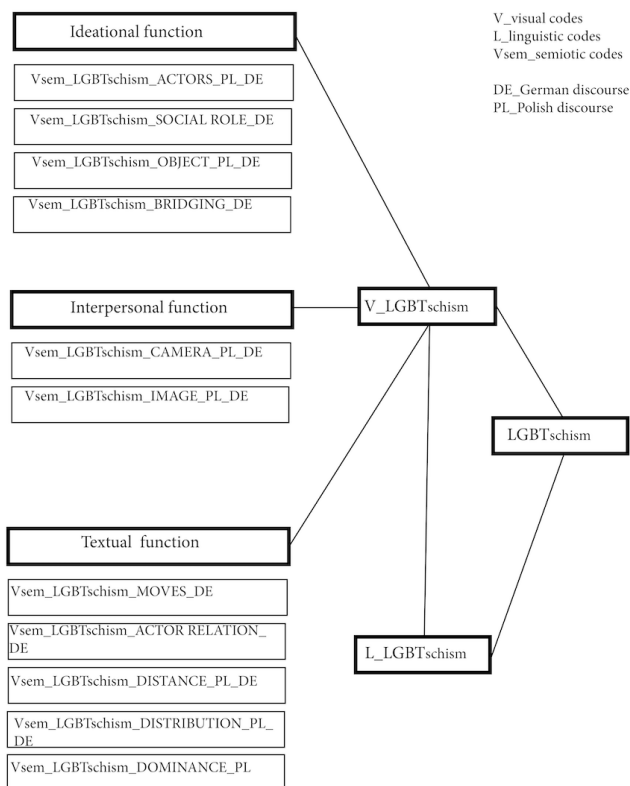 Ideational function
Vsem_LGBTschism_ACTORS_PL_DE
Vsem_LGBTschism_SOCIAL ROLE_DE
Vsem_LGBTschism_OBJECT_PL_DE
Vsem_LGBTschism_BRIDGING_DE
V_visual codes
L_linguistic codes
Vsem_semiotic codes
DE_German discourse
PL_Polish discourse
Interpersonal function
Vsem_LGBTschism_CAMERA_PL_DE
Vsem_LGBTschism_IMAGE_PL_DE
V_LGBTschism
LGBTschism
Textual function
Vsem_LGBTschism_MOVES_DE
Vsem_LGBTschism_ACTOR RELATION_
DE
Vsem_LGBTschism_DISTANCE_PL_DE
Vsem_LGBTschism_DISTRIBUTION_PL_
DE
Vsem_LGBTschism_DOMINANCE_PL
L_LGBTschism